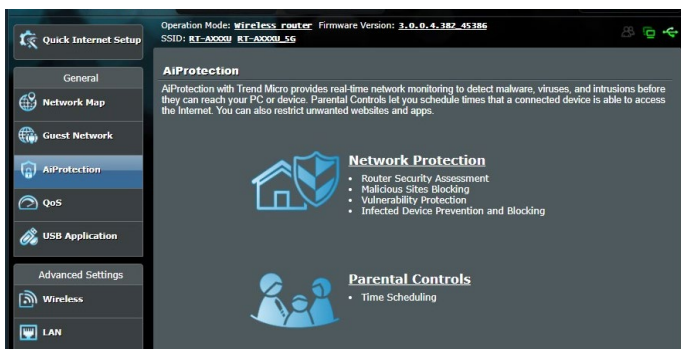 Quick Internet Setup
General
Network Map
Guest Network
AiProtection
QoS
USB Application
Advanced Settings
Wireless
LAN
Operation Mode: Wireless router Firmware Version: 3.0.0.4.382_45386
SSID: RT-AXXXU RT-AXXXU_5G
AiProtection
AiProtection with Trend Micro provides real-time network monitoring to detect malware, viruses, and intrusions before
they can reach your PC or device. Parental Controls let you schedule times that a connected device is able to access
the Internet. You can also restrict unwanted websites and apps.
Network Protection
• Router Security Assessment
• Malicious Sites Blocking
• Vulnerability Protection
• Infected Device Prevention and Blocking
Parental Controls
• Time Scheduling